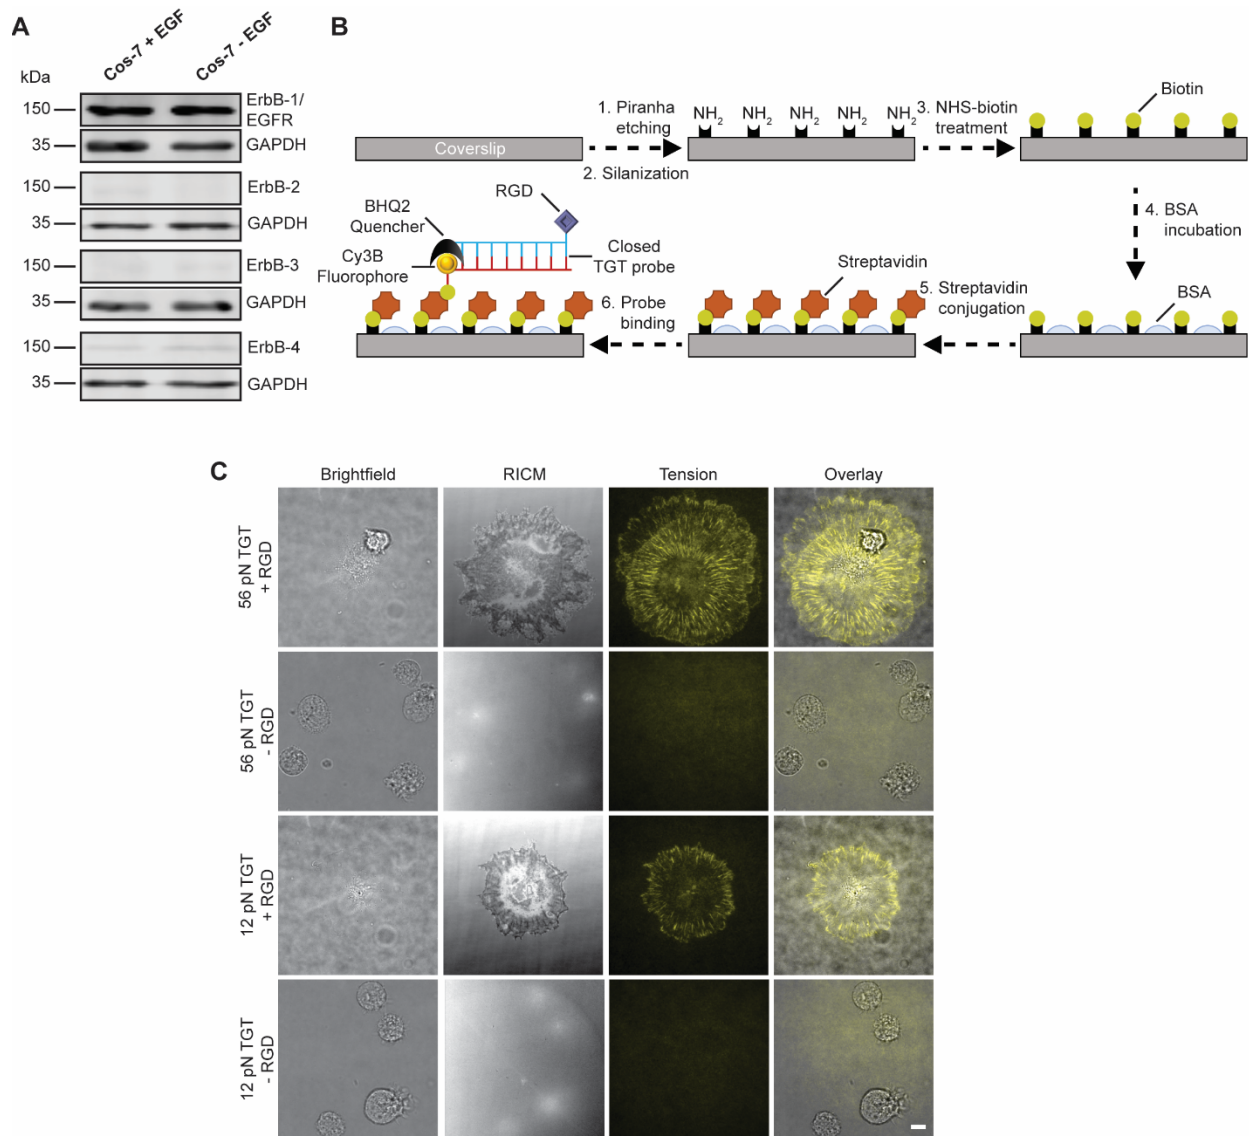 A
Cos-7 + EGF
Cos-7 - EGF
kDa
150
ErbB-1/
EGFR
35
GAPDH
150
ErbB-2
35
GAPDH
150
ErbB-3
35
GAPDH
150
ErbB-4
35
GAPDH
B
Coverslip
1. Piranha
etching
2. Silanization
NH2
NH2
NH2
NH2
NH2
3. NHS-biotin
treatment
Biotin
4. BSA
incubation
BSA
5. Streptavidin
conjugation
Streptavidin
6. Probe
binding
RGD
BHQ2
Quencher
Cy3B
Fluorophore
Closed
TGT probe
C
Brightfield
RICM
Tension
Overlay
56 pN TGT
+ RGD
56 pN TGT
- RGD
12 pN TGT
+ RGD
12 pN TGT
- RGD